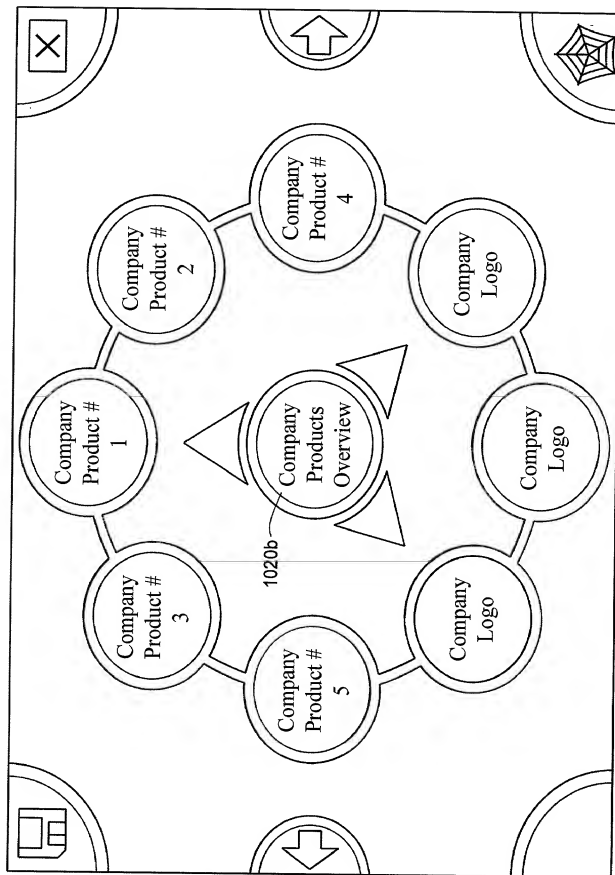 Company
Product #
1
Company
Product #
3
Company
Product #
2
1020b
Company
Product #
5
Company
Products
Overview
Company
Product #
4
Company
Logo
Company
Logo
Company
Logo